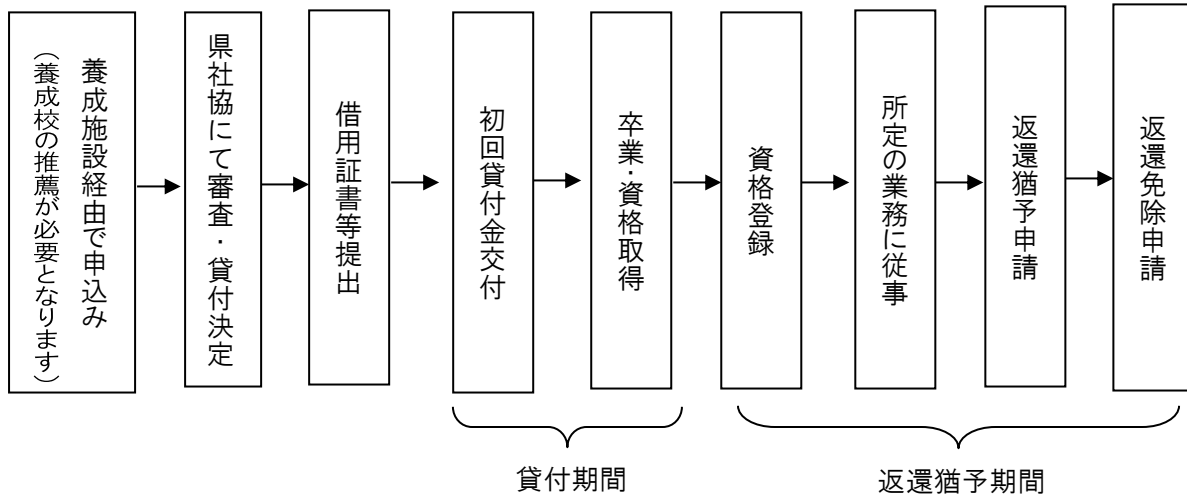 養成施設経由で申込み
（養成校の推薦が必要となります）
県社協にて審査・貸付決定
借用証書等提出
初回貸付金交付
卒業・資格取得
資格登録
所定の業務に従事
返還猶予申請
返還免除申請
貸付期間
返還猶予期間